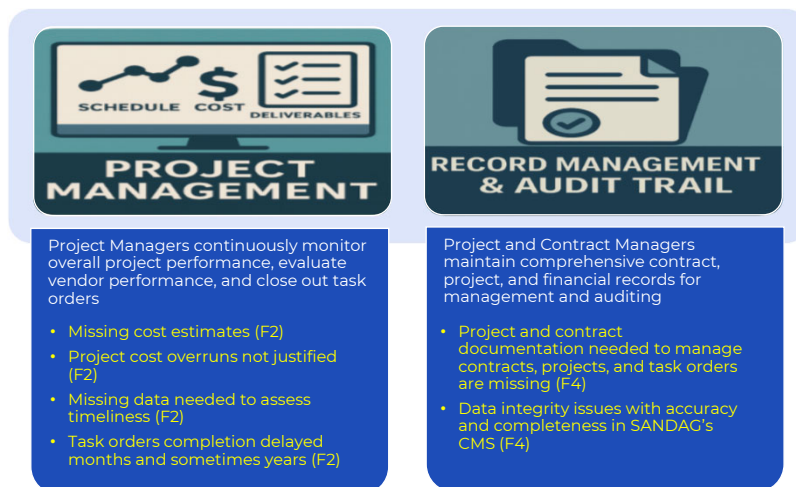 SCHEDULE COST
DELIVERABLES
PROJECT
MANAGEMENT
Project Managers continuously monitor
overall project performance, evaluate
vendor performance, and close out task
orders
• Missing cost estimates (F2)
• Project cost overruns not justified
(F2)
• Missing data needed to assess
timeliness (F2)
• Task orders completion delayed
months and sometimes years (F2)
RECORD MANAGEMENT
& AUDIT TRAIL
Project and Contract Managers
maintain comprehensive contract,
project, and financial records for
management and auditing
• Project and contract
documentation needed to manage
contracts, projects, and task orders
are missing (F4)
• Data integrity issues with accuracy
and completeness in SANDAG’s
CMS (F4)